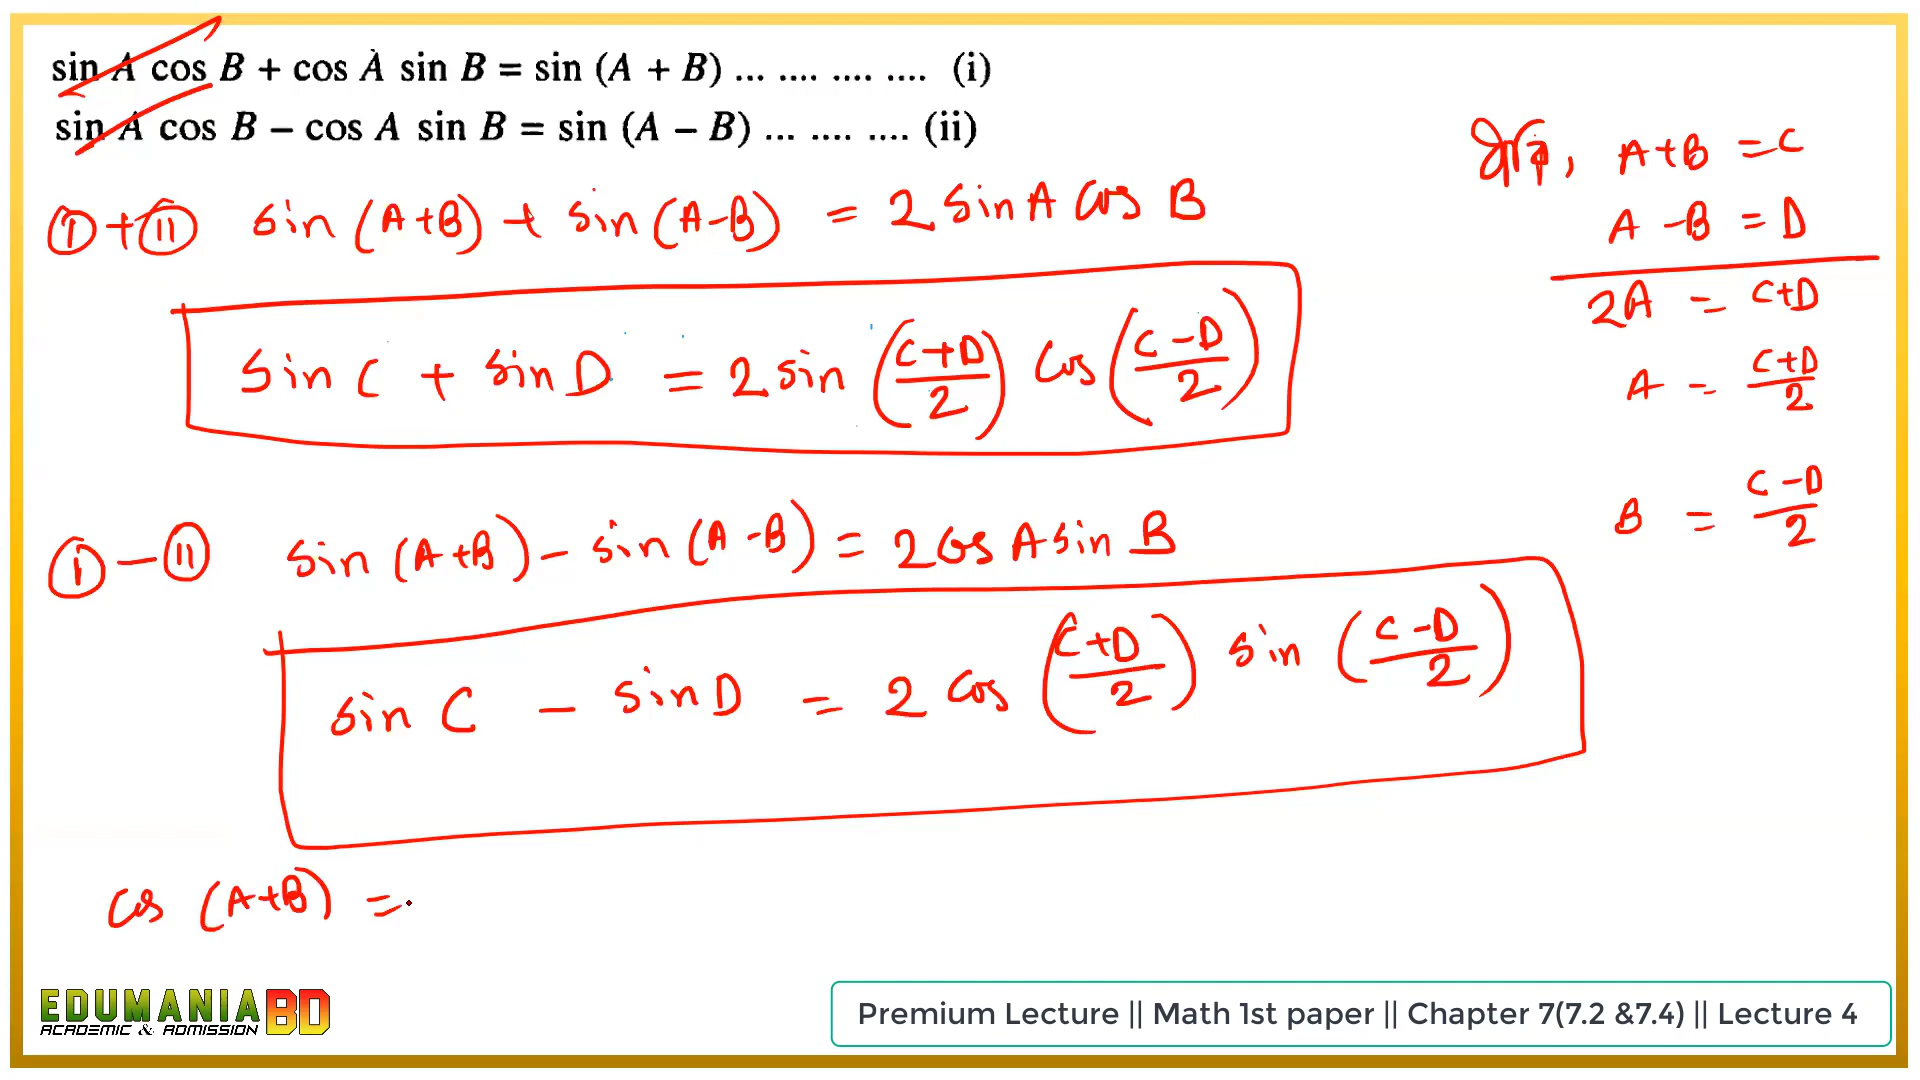 sin A cos B + cos A sin B = sin (A + B) ... .... .... .... (i)
sin A cos B – cos A sin B = sin (A – B) ... .... .... (ii)
(i) + (ii) sin (A+B) + sin (A-B) = 2 sin A cos B
sin C + sin D = 2 sin ((C+D)/2) cos ((C-D)/2)
(i) - (ii) sin (A+B) - sin (A-B) = 2 cos A sin B
sin C - sin D = 2 cos ((C+D)/2) sin ((C-D)/2)
cos (A+B) =
A+B = C
A-B = D
2A = C+D
A = (C+D)/2
B = (C-D)/2
EDUMANIA BD
ACADEMIC & ADMISSION
Premium Lecture || Math 1st paper || Chapter 7(7.2 &7.4) || Lecture 4